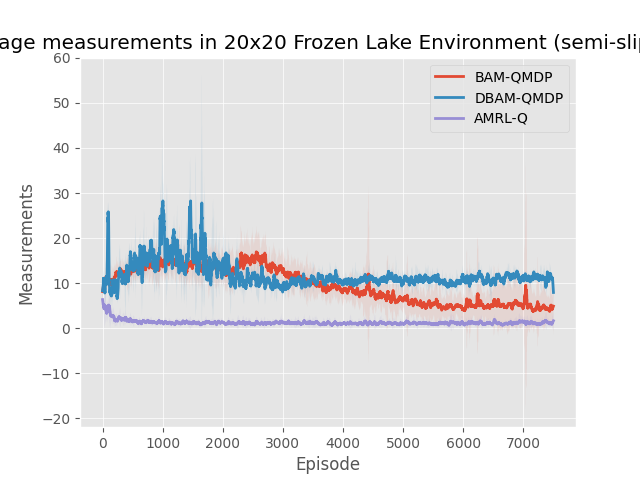 age measurements in 20x20 Frozen Lake Environment (semi-slip
60
50
40
30
20
10
0
−10
−20
Measurements
BAM-QMDP
DBAM-QMDP
AMRL-Q
0 1000 2000 3000 4000 5000 6000 7000
Episode